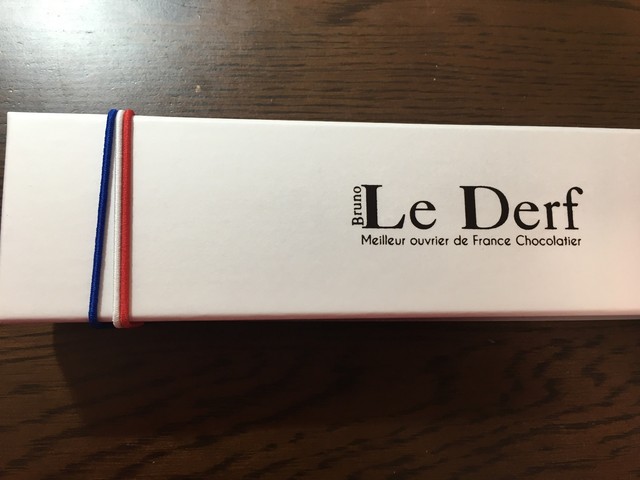 Bruno
Le Derf
Meilleur ouvrier de France Chocolatier